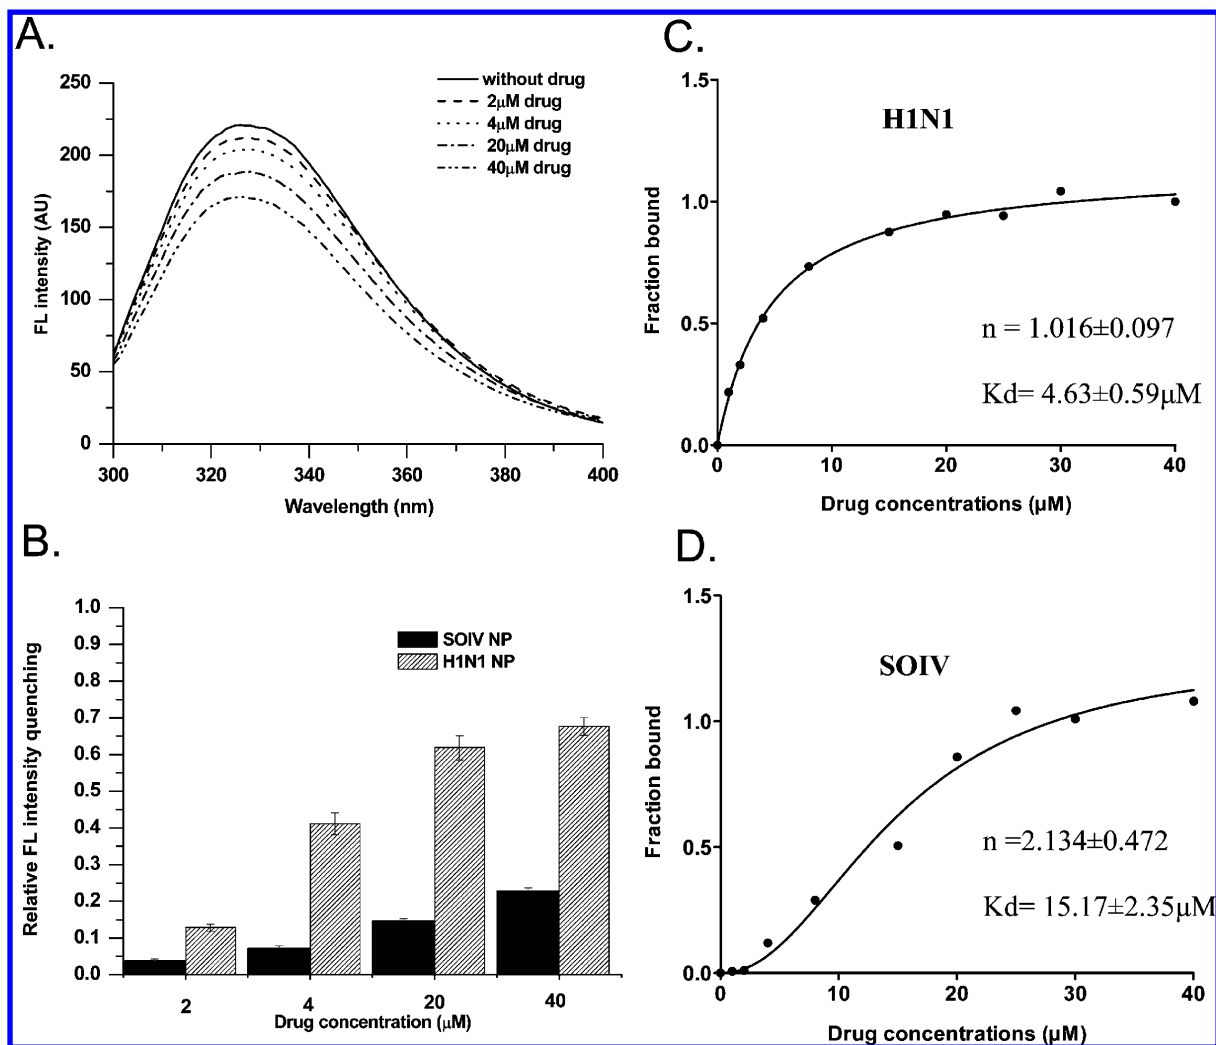 A.
250
200
150
100
50
0
300
320
340
360
380
400
FL intensity (AU)
Wavelength (nm)
without drug
2μM drug
4μM drug
20μM drug
40μM drug
B.
1.0
0.9
0.8
0.7
0.6
0.5
0.4
0.3
0.2
0.1
0.0
2
4
20
40
Relative FL intensity quenching
Drug concentration (μM)
SOIV NP
H1N1 NP
C.
1.5
1.0
0.5
0.0
0
10
20
30
40
Fraction bound
Drug concentrations (μM)
H1N1
n = 1.016±0.097
Kd= 4.63±0.59μM
D.
1.5
1.0
0.5
0.0
0
10
20
30
40
Fraction bound
Drug concentrations (μM)
SOIV
n =2.134±0.472
Kd= 15.17±2.35μM